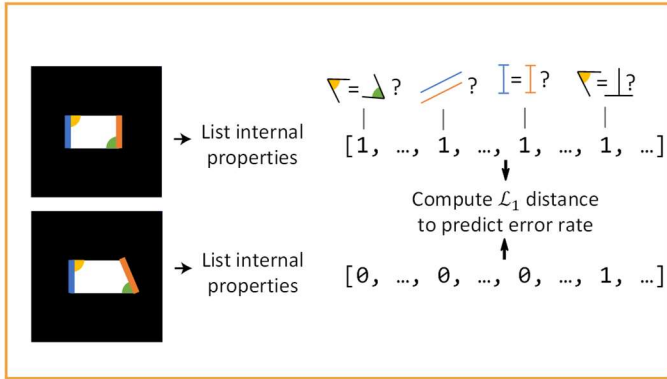 = ? ? = ? = ?
List internal
properties
[1, …, 1, … , 1, … , 1, …]
Compute ℒ₁ distance
to predict error rate
List internal
properties
[0, … , 0, … , 0, … , 1, …]